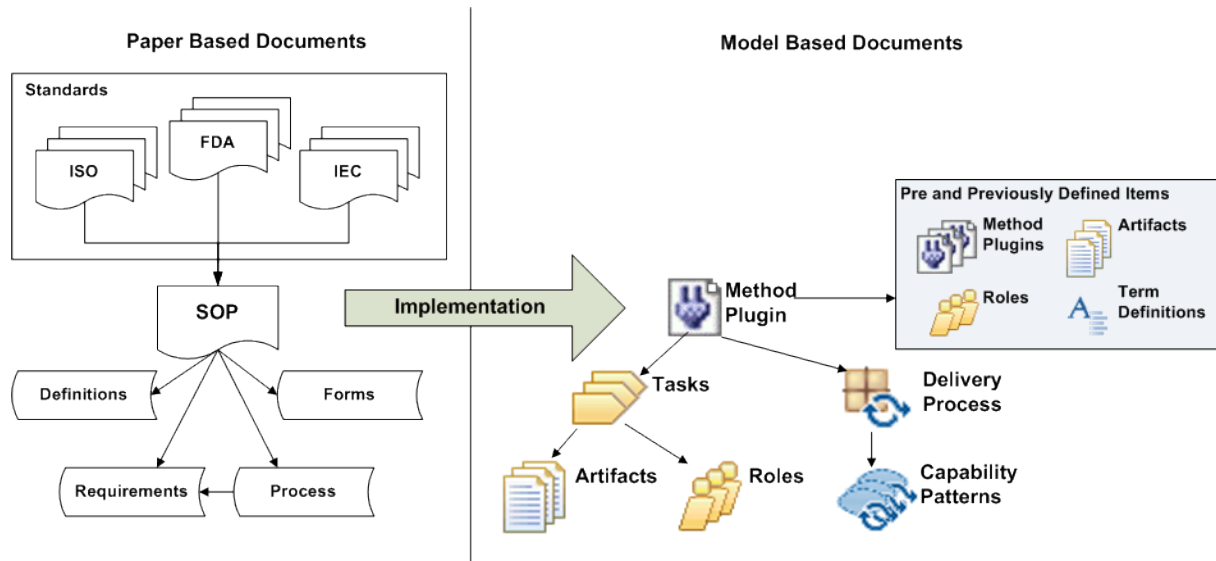 Paper Based Documents
Standards
ISO
FDA
IEC
SOP
Definitions
Forms
Requirements
Process
Implementation
Model Based Documents
Method
Plugin
Pre and Previously Defined Items
Method
Plugins
Artifacts
Roles
Term
Definitions
Tasks
Delivery
Process
Artifacts
Roles
Capability
Patterns